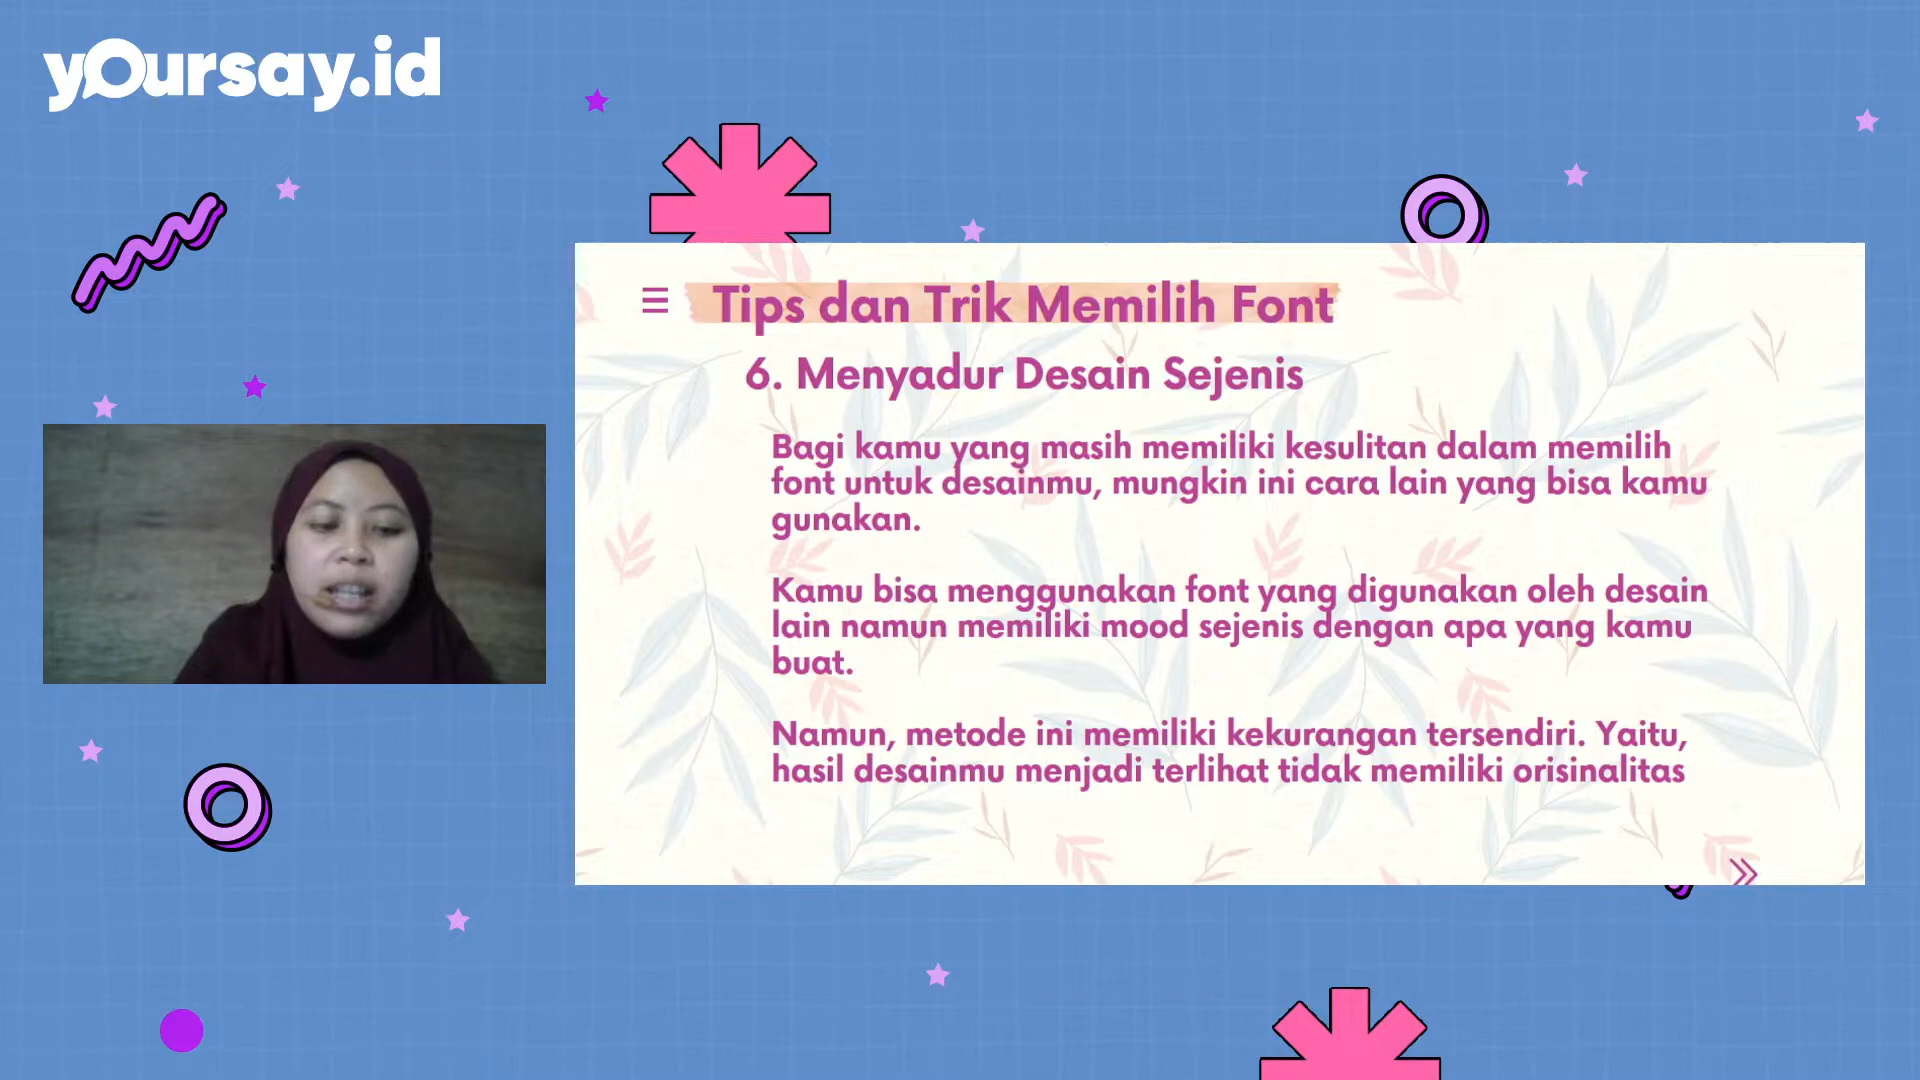 yoursay.id
Tips dan Trik Memilih Font
6. Menyadur Desain Sejenis
Bagi kamu yang masih memiliki kesulitan dalam memilih
font untuk desainmu, mungkin ini cara lain yang bisa kamu
gunakan.
Kamu bisa menggunakan font yang digunakan oleh desain
lain namun memiliki mood sejenis dengan apa yang kamu
buat.
Namun, metode ini memiliki kekurangan tersendiri. Yaitu,
hasil desainmu menjadi terlihat tidak memiliki orisinalitas